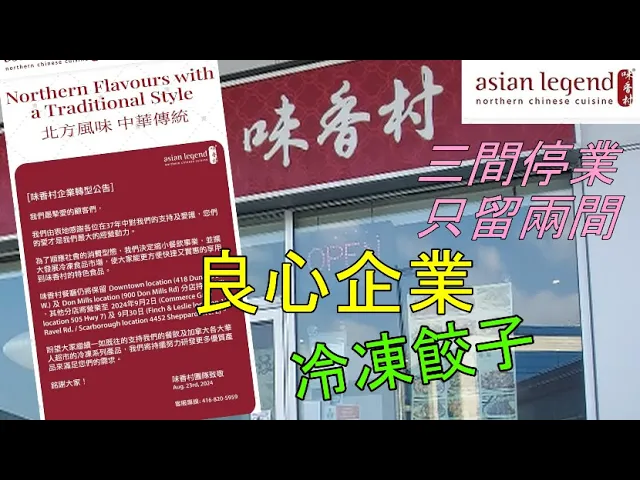 northern chinese cuisine
Northern Flavours with
a Traditional Style
北方風味 中華傳統
asian legend
味香村
[味香村企業轉型公告]
我們最摯愛的顧客們,
我們由衷地感謝各位在37年中對我們的支持及愛護,您們
的愛才是我們最大的經營動力。
為了順應社會的消費型態,我們決定縮小餐飲事業,並擴
大發展冷凍食品市場,使大家能更方便快捷又實惠的享用
到味香村的特色食品。
味香村餐廳仍將保留 Downtown location (418 Dun
W.) 及 Don Mills location (900 Don Mills Rd) 分店
,其他分店將營業至 2024年9月2日 (Commerce G
location 505 Hwy 7) 及 9月30日 (Finch & Leslie
Ravel Rd. / Scarborough location 4452 Sheppard
盼望大家繼續一如既往的支持我們的餐飲及加拿大各大華
人超市的冷凍系列產品,我們將持續努力研發更多優質產
品來滿足您們的需求。
銘謝大家!
味香村團隊致敬
Aug. 23rd, 2024
客服專線: 416-820-5959
味香村
OPEN
asian legend
味香村
northern chinese cuisine
三間停業
只留兩間
良心企業
冷凍餃子